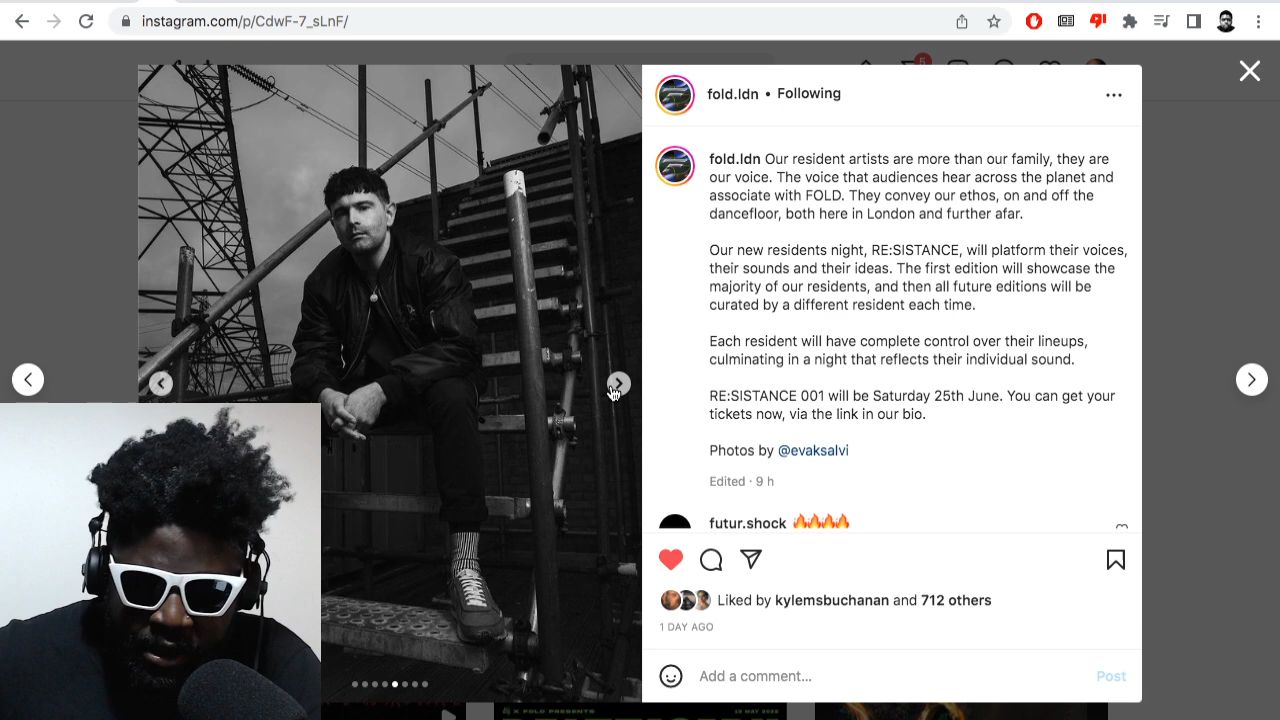 instagram.com/p/CdwF-7_sLnF/
5
fold.ldn • Following
fold.ldn Our resident artists are more than our family, they are
our voice. The voice that audiences hear across the planet and
associate with FOLD. They convey our ethos, on and off the
dancefloor, both here in London and further afar.
Our new residents night, RE:SISTANCE, will platform their voices,
their sounds and their ideas. The first edition will showcase the
majority of our residents, and then all future editions will be
curated by a different resident each time.
Each resident will have complete control over their lineups,
culminating in a night that reflects their individual sound.
RE:SISTANCE 001 will be Saturday 25th June. You can get your
tickets now, via the link in our bio.
Photos by @evaksalvi
Edited · 9 h
futur.shock 🔥🔥🔥🔥
Liked by kylemsbuchanan and 712 others
1 DAY AGO
Add a comment...
Post
X FOLD PRESENTS